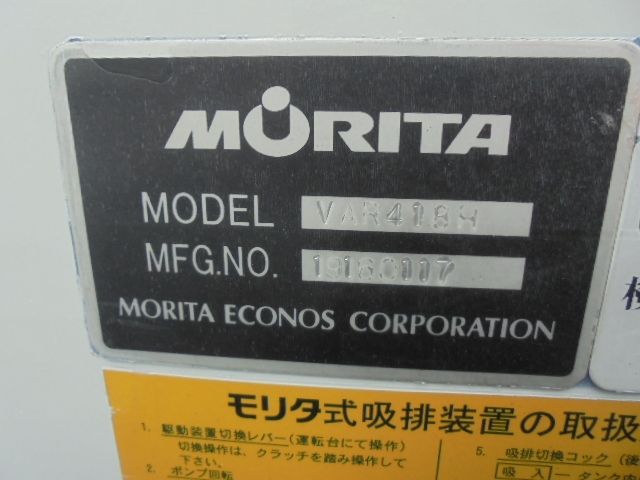 MORITA
MODEL VAN418H
MFG.NO. 19180117
MORITA ECONOS CORPORATION
モリタ式吸排装置の取扱
1. 駆動装置切換レバー(運転台にて操作)
切換操作は、クラッチを踏み操作して
下さい。
2. ポンプ回転
5. 吸排切換コック(後
吸入 ― タンク内